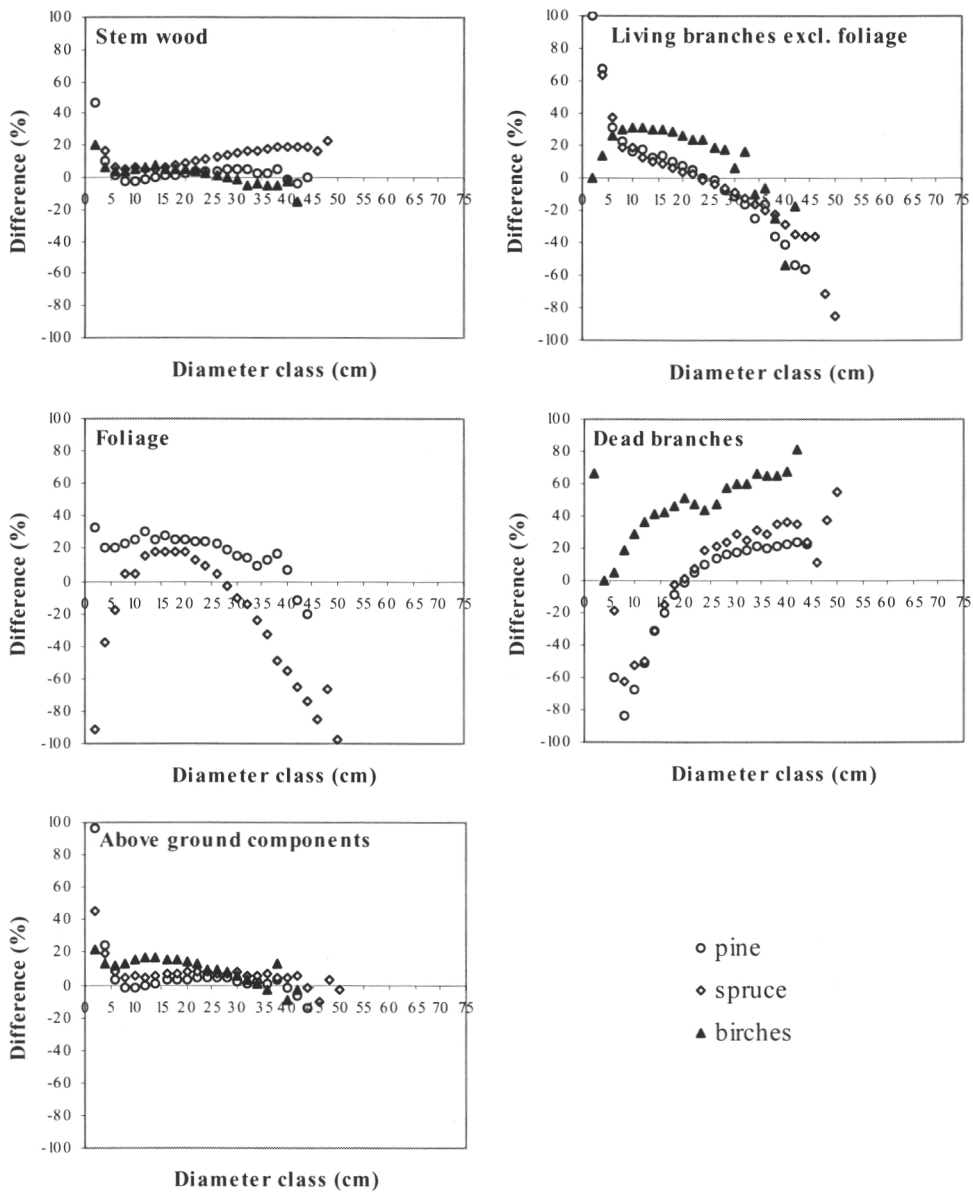 Stem wood
Difference (%)
100
80
60
40
20
0
-20
-40
-60
-80
-100
0 5 10 15 20 25 30 35 40 45 50 55 60 65 70 75
Diameter class (cm)
Living branches excl. foliage
Difference (%)
100
80
60
40
20
0
-20
-40
-60
-80
-100
0 5 10 15 20 25 30 35 40 45 50 55 60 65 70 75
Diameter class (cm)
Foliage
Difference (%)
100
80
60
40
20
0
-20
-40
-60
-80
-100
0 5 10 15 20 25 30 35 40 45 50 55 60 65 70 75
Diameter class (cm)
Dead branches
Difference (%)
100
80
60
40
20
0
-20
-40
-60
-80
-100
0 5 10 15 20 25 30 35 40 45 50 55 60 65 70 75
Diameter class (cm)
Above ground components
Difference (%)
100
80
60
40
20
0
-20
-40
-60
-80
-100
0 5 10 15 20 25 30 35 40 45 50 55 60 65 70 75
Diameter class (cm)
pine
spruce
birches